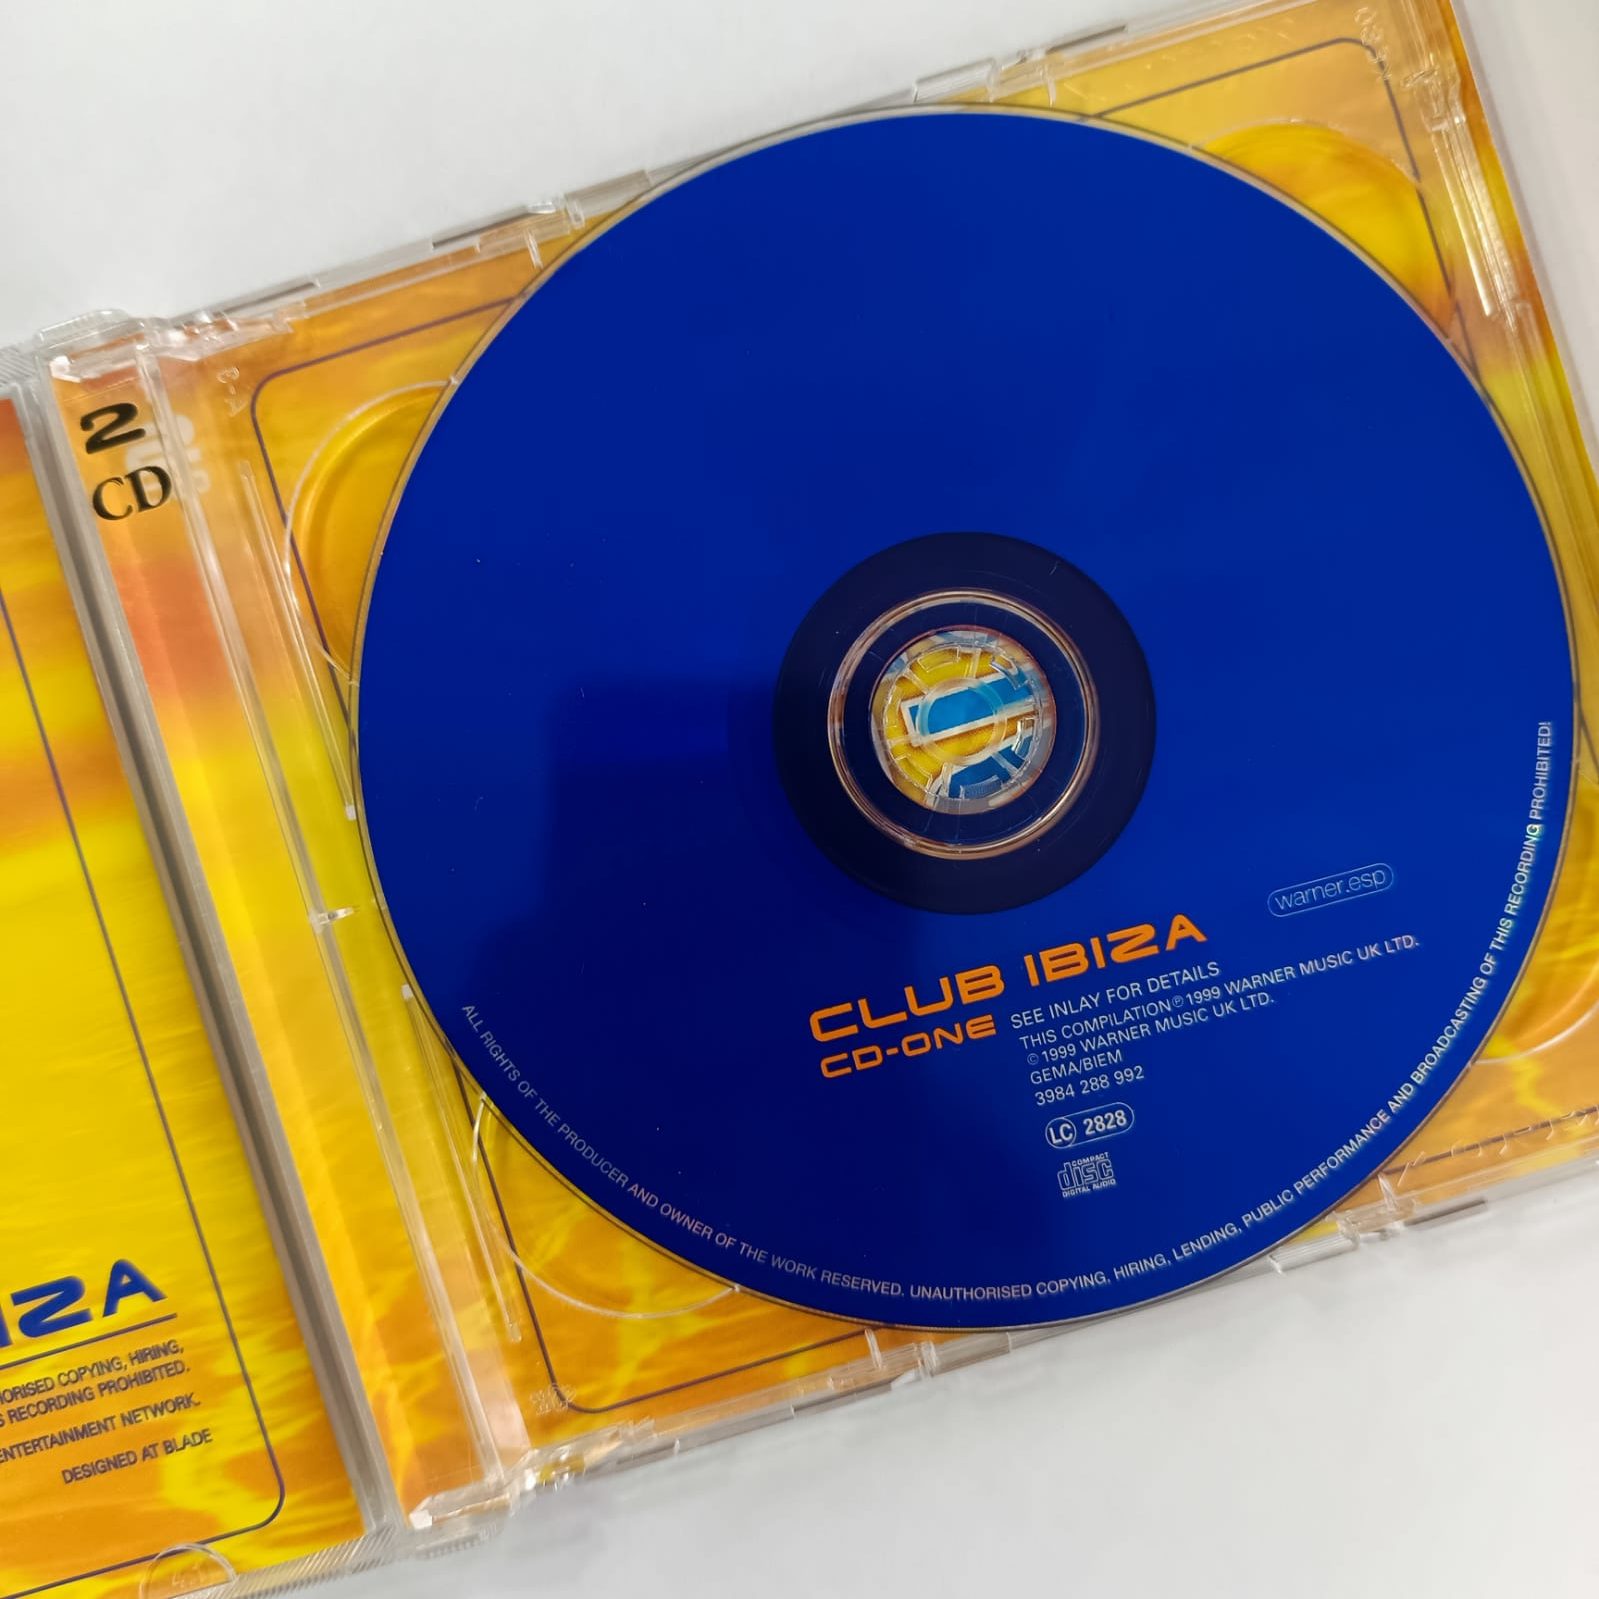 2
CD
IZA
ORISED COPYING, HIRING,
S RECORDING PROHIBITED.
ENTERTAINMENT NETWORK.
DESIGNED AT BLADE
warner.esp
CLUB IBIZA
CD-ONE
SEE INLAY FOR DETAILS
THIS COMPILATION ℗ 1999 WARNER MUSIC UK LTD.
© 1999 WARNER MUSIC UK LTD.
GEMA/BIEM
3984 288 992
LC 2828
COMPACT
disc
DIGITAL AUDIO
ALL RIGHTS OF THE PRODUCER AND OWNER OF THE WORK RESERVED. UNAUTHORISED COPYING, HIRING, LENDING, PUBLIC PERFORMANCE AND BROADCASTING OF THIS RECORDING PROHIBITED!